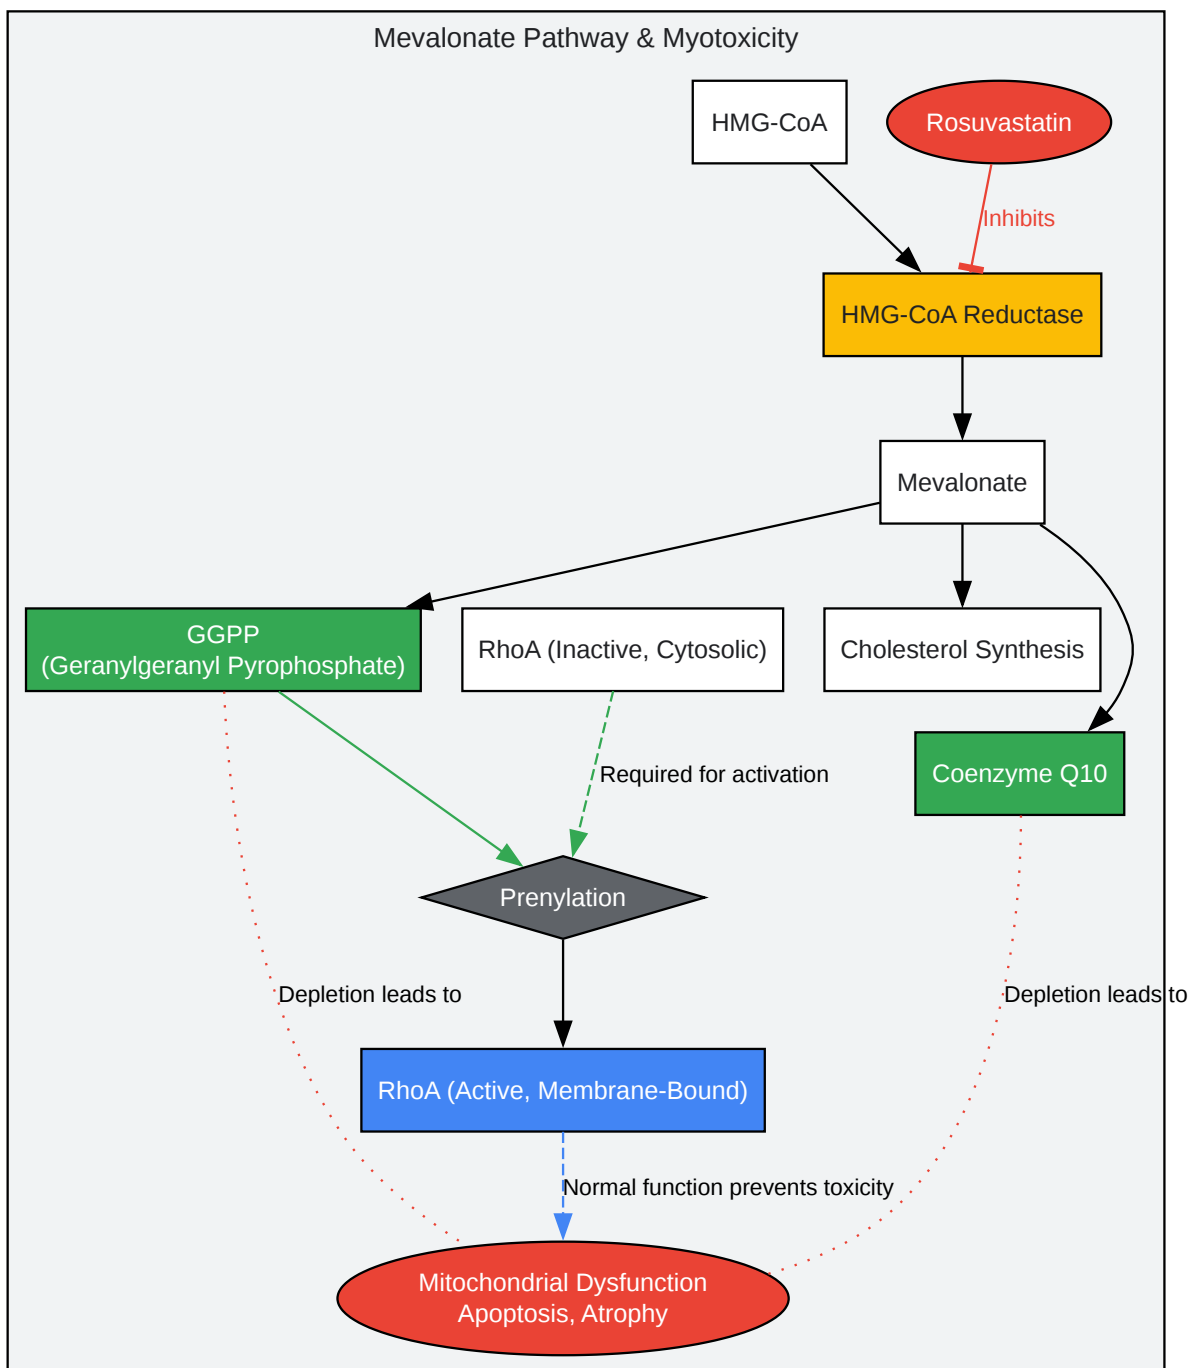 Mevalonate Pathway & Myotoxicity
HMG-CoA
Rosuvastatin
Inhibits
HMG-CoA Reductase
Mevalonate
GGPP
(Geranylgeranyl Pyrophosphate)
RhoA (Inactive, Cytosolic)
Cholesterol Synthesis
Required for activation
Coenzyme Q10
Prenylation
Depletion leads to
Depletion leads to
RhoA (Active, Membrane-Bound)
Normal function prevents toxicity
Mitochondrial Dysfunction
Apoptosis, Atrophy